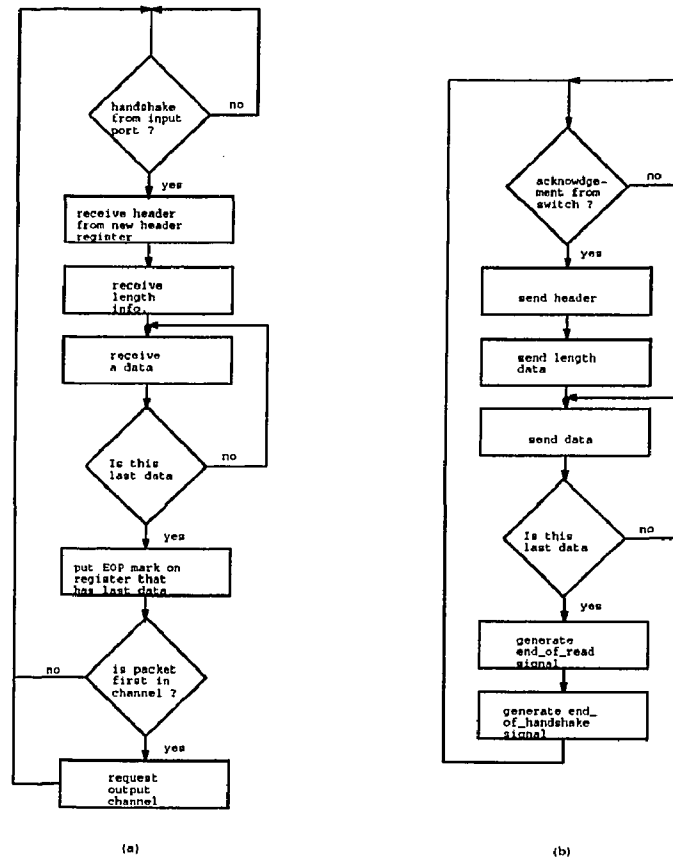 handshake
from input
port ?
no
yes
receive header
from new header
register
receive
length
info.
receive
a data
Is this
last data
no
yes
put EOP mark on
register that
has last data
is packet
first in
channel ?
no
yes
request
output
channel
(a)
acknowdge-
ment from
switch ?
no
yes
send header
send length
data
send data
Is this
last data
no
yes
generate
end_of_read
signal
generate end_
of_handshake
signal
(b)